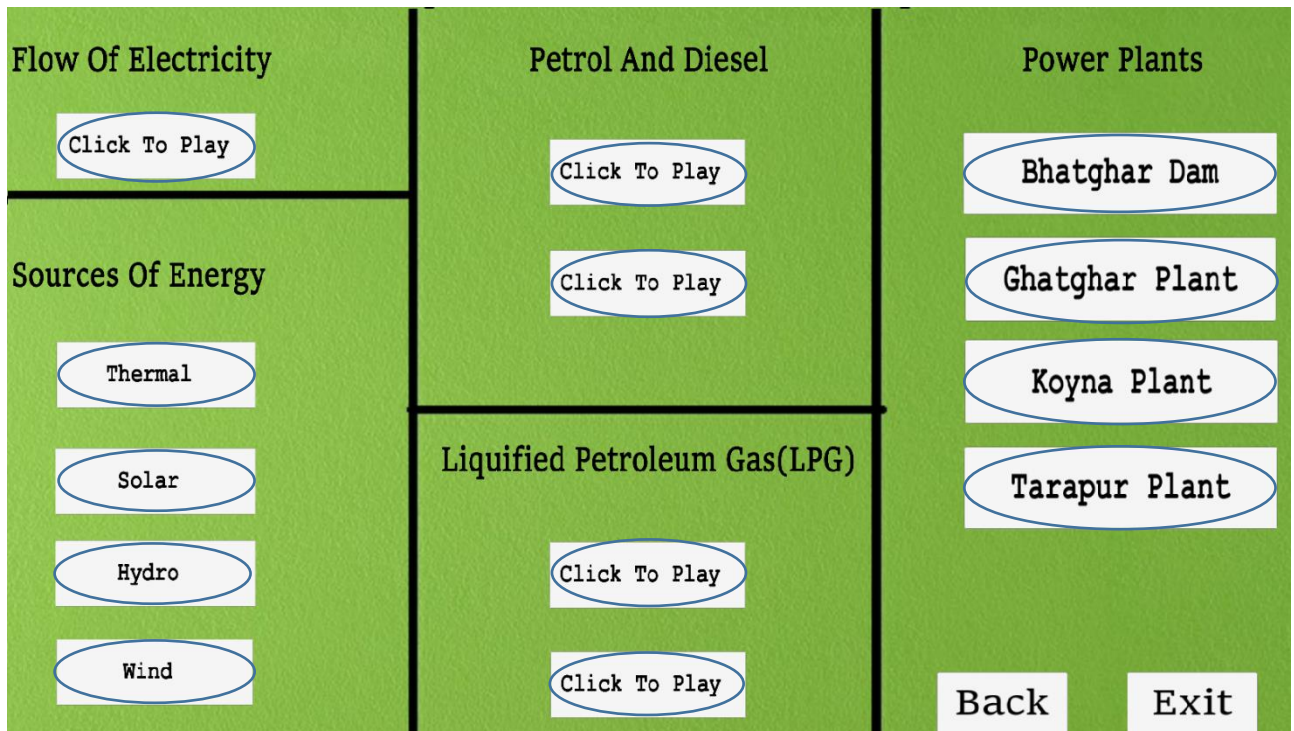 Flow Of Electricity
Click To Play
Sources Of Energy
Thermal
Solar
Hydro
Wind
Petrol And Diesel
Click To Play
Click To Play
Liquified Petroleum Gas(LPG)
Click To Play
Click To Play
Power Plants
Bhatghar Dam
Ghatghar Plant
Koyna Plant
Tarapur Plant
Back
Exit